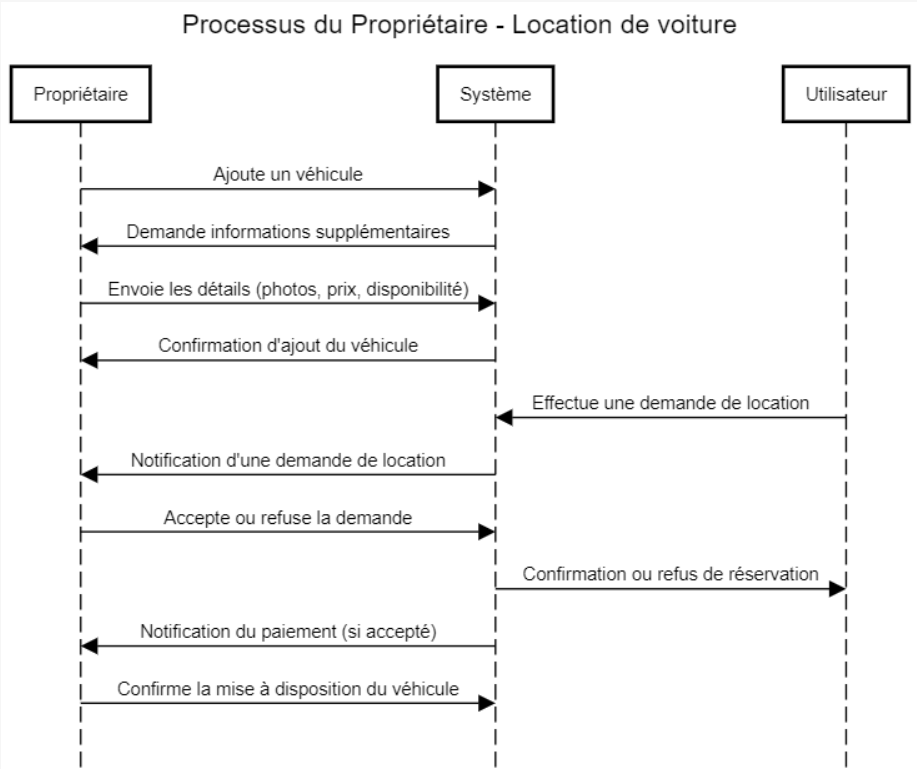 Processus du Propriétaire - Location de voiture
Propriétaire
Système
Utilisateur
Ajoute un véhicule
Demande informations supplémentaires
Envoie les détails (photos, prix, disponibilité)
Confirmation d'ajout du véhicule
Effectue une demande de location
Notification d'une demande de location
Accepte ou refuse la demande
Confirmation ou refus de réservation
Notification du paiement (si accepté)
Confirme la mise à disposition du véhicule